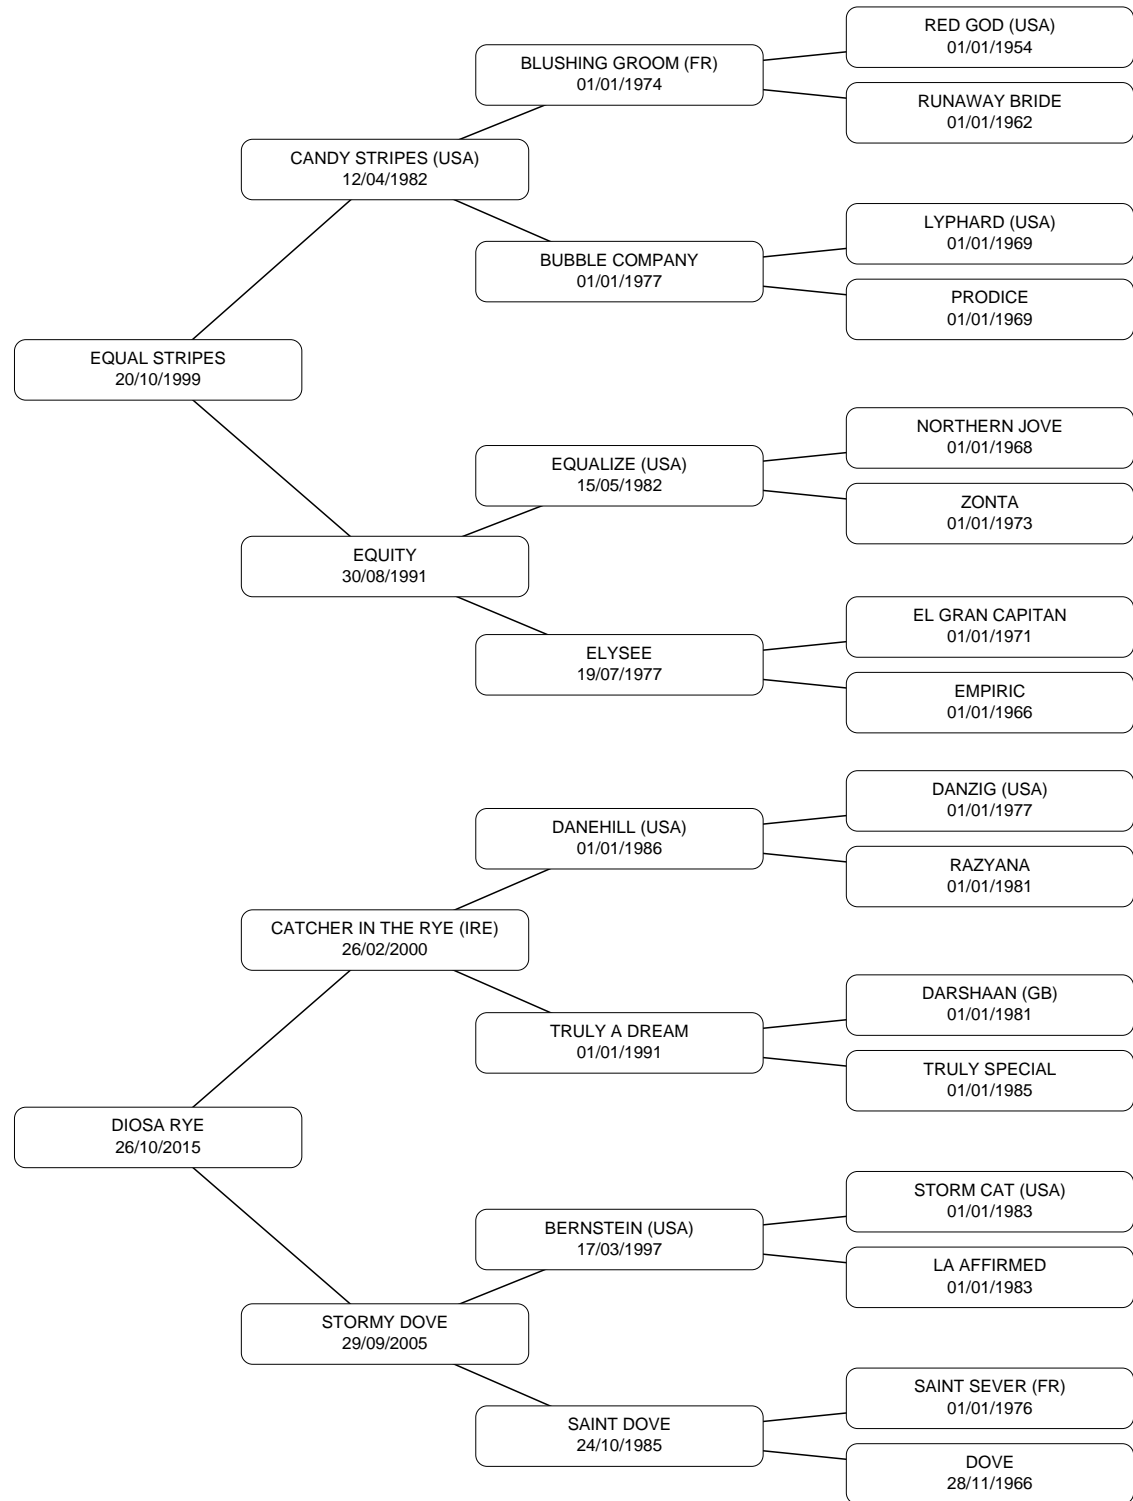 RED GOD (USA)
01/01/1954
BLUSHING GROOM (FR)
01/01/1974
RUNAWAY BRIDE
01/01/1962
CANDY STRIPES (USA)
12/04/1982
LYPHARD (USA)
01/01/1969
BUBBLE COMPANY
01/01/1977
PRODICE
01/01/1969
EQUAL STRIPES
20/10/1999
NORTHERN JOVE
01/01/1968
EQUALIZE (USA)
15/05/1982
ZONTA
01/01/1973
EQUITY
30/08/1991
EL GRAN CAPITAN
01/01/1971
ELYSEE
19/07/1977
EMPIRIC
01/01/1966
DANZIG (USA)
01/01/1977
DANEHILL (USA)
01/01/1986
RAZYANA
01/01/1981
CATCHER IN THE RYE (IRE)
26/02/2000
DARSHAAN (GB)
01/01/1981
TRULY A DREAM
01/01/1991
TRULY SPECIAL
01/01/1985
DIOSA RYE
26/10/2015
STORM CAT (USA)
01/01/1983
BERNSTEIN (USA)
17/03/1997
LA AFFIRMED
01/01/1983
STORMY DOVE
29/09/2005
SAINT SEVER (FR)
01/01/1976
SAINT DOVE
24/10/1985
DOVE
28/11/1966